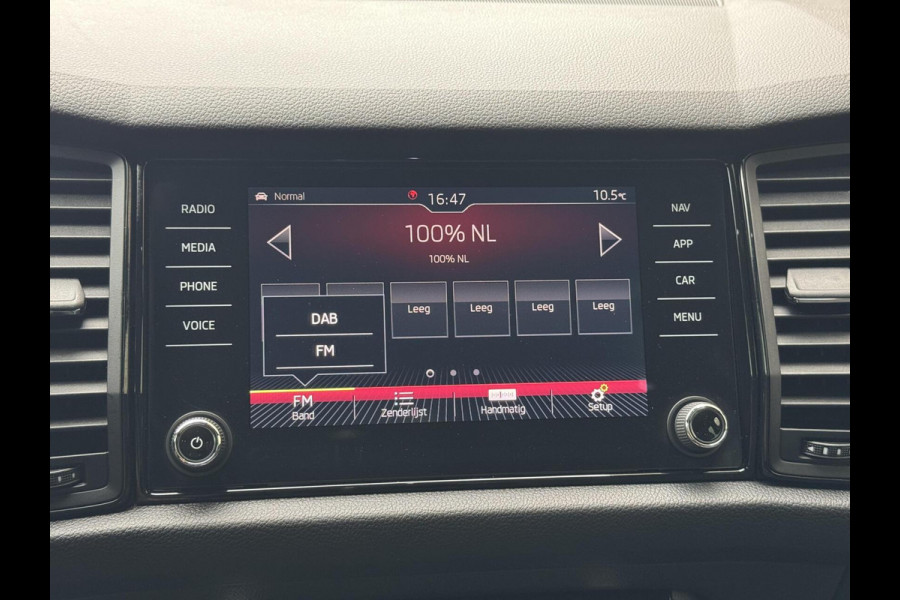 Normal
16:47
10.5℃
RADIO
MEDIA
PHONE
VOICE
100% NL
100% NL
Leeg
Leeg
Leeg
Leeg
DAB
FM
FM
Band
Zenderlijst
Handmatig
Setup
NAV
APP
CAR
MENU